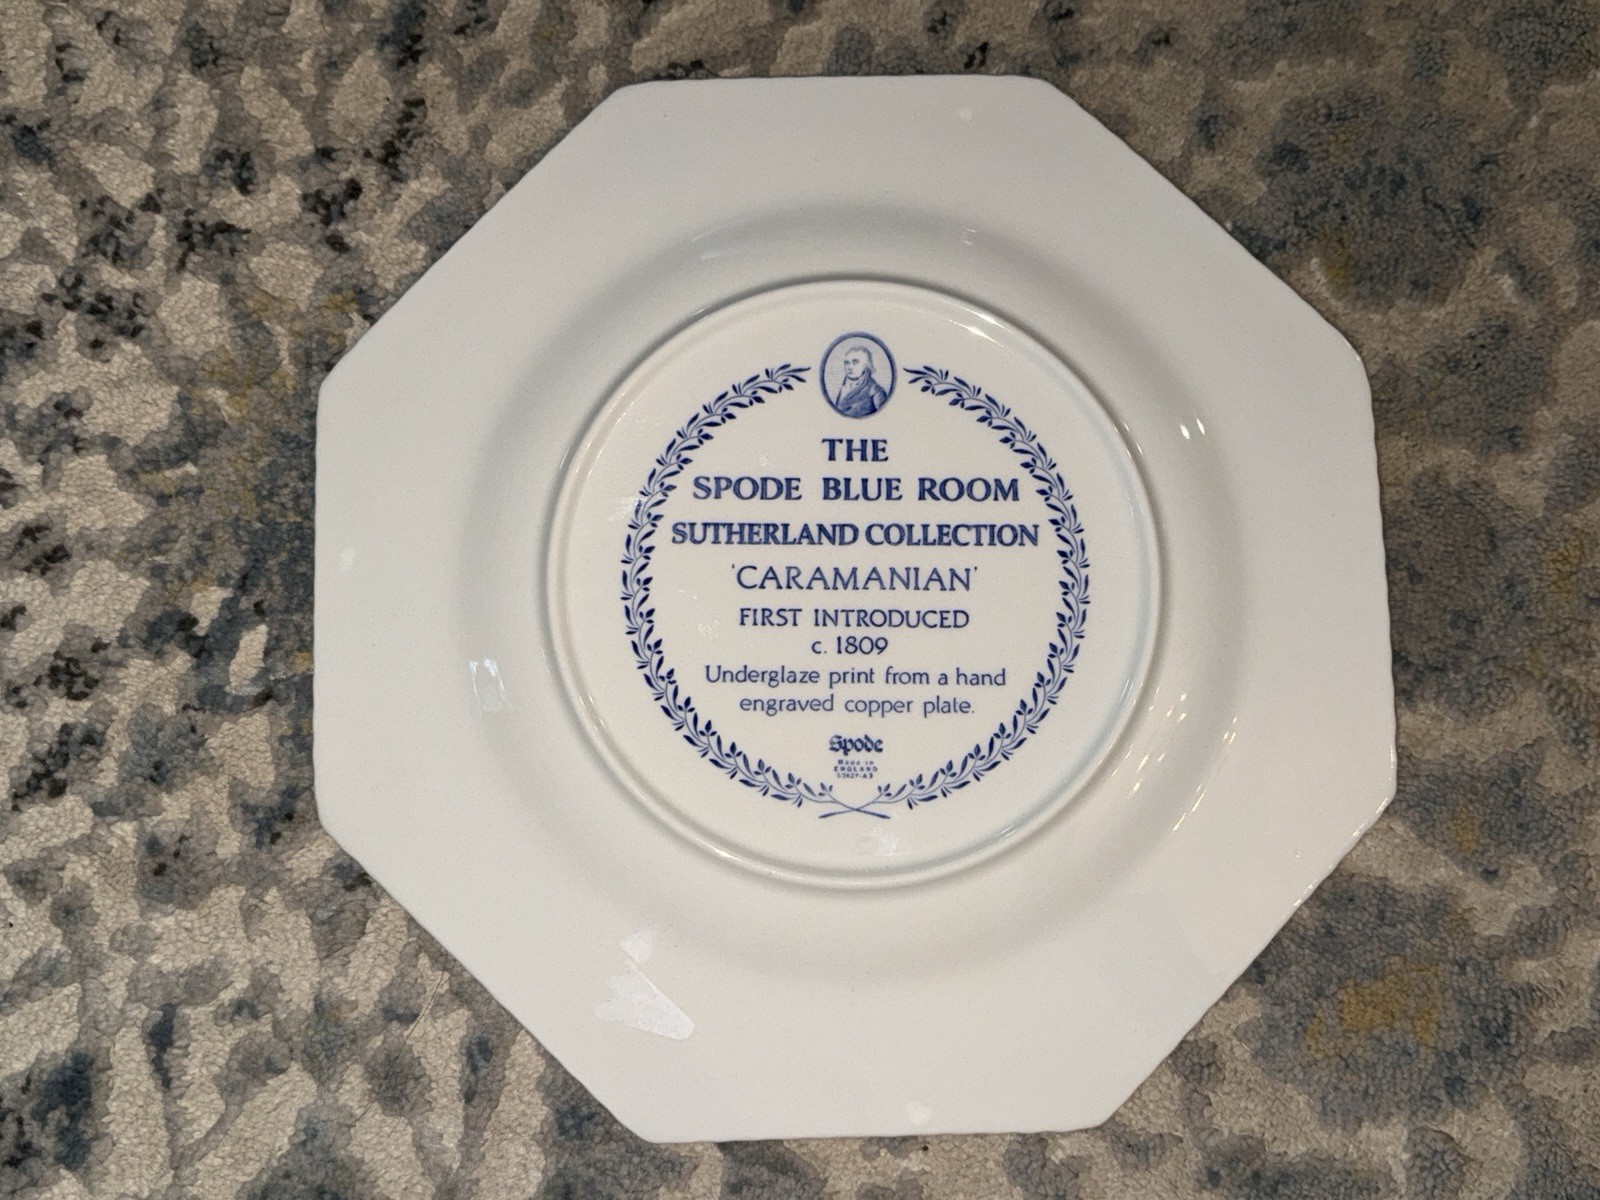 THE
SPODE BLUE ROOM
SUTHERLAND COLLECTION
'CARAMANIAN'
FIRST INTRODUCED
c. 1809
Underglaze print from a hand
engraved copper plate.
Spode
Made in
ENGLAND